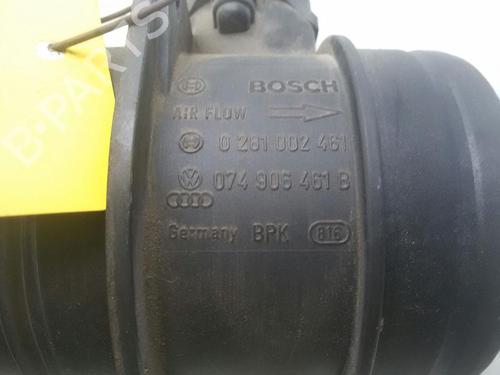 BOSCH
AIR FLOW
0 281 002 461
074 906 461 B
Germany BPK 816
B-PARTS